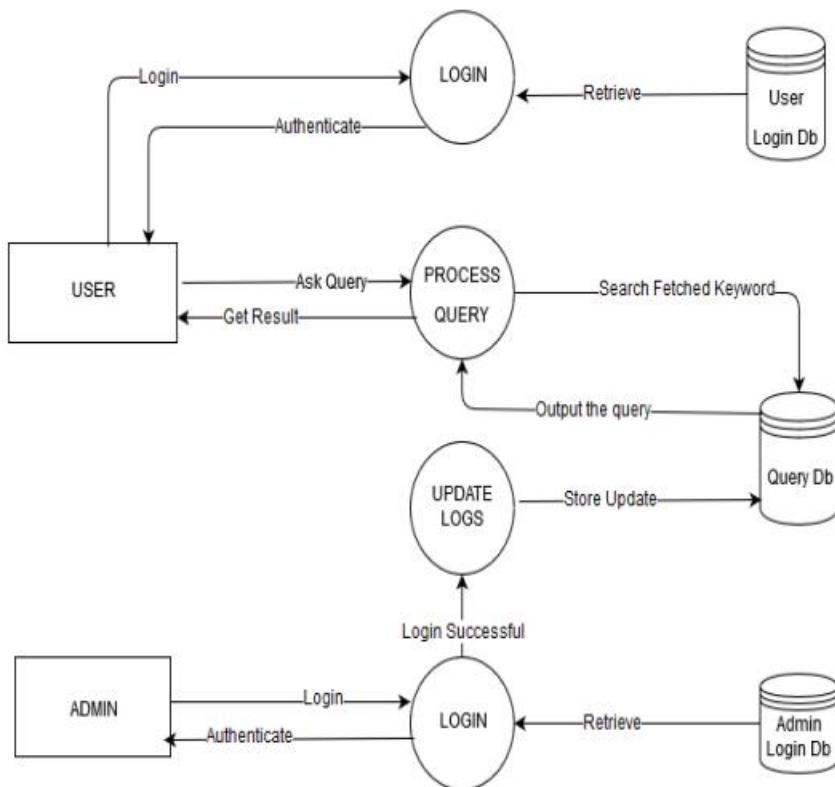 Login
LOGIN
Retrieve
User
Login Db
Authenticate
USER
Ask Query
PROCESS
QUERY
Search Fetched Keyword
Get Result
Output the query
Query Db
UPDATE
LOGS
Store Update
Login Successful
ADMIN
Login
LOGIN
Retrieve
Admin
Login Db
Authenticate